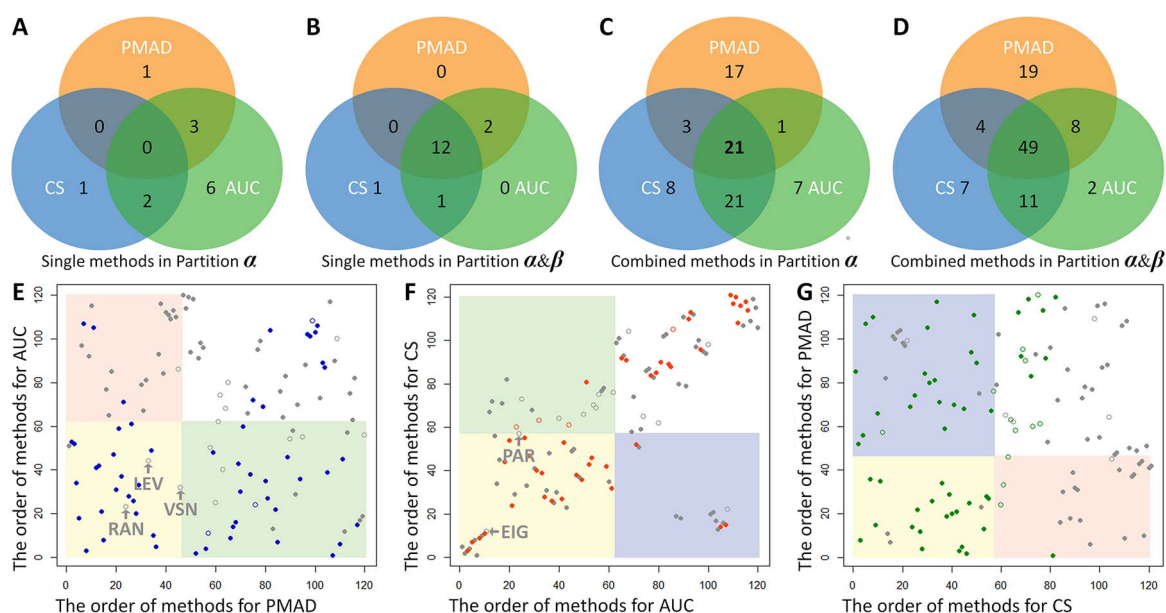 A
B
C
D
PMAD
1
0
3
0
CS 1
6 AUC
2
Single methods in Partition α
PMAD
0
0
2
12
CS 1
0 AUC
1
Single methods in Partition α&β
PMAD
17
3
1
21
CS 8
7 AUC
21
Combined methods in Partition α
PMAD
19
4
8
49
CS 7
2 AUC
11
Combined methods in Partition α&β
E
The order of methods for AUC
120
100
80
60
40
20
0
LEV
VSN
RAN
0 20 40 60 80 100 120
The order of methods for PMAD
F
The order of methods for CS
120
100
80
60
40
20
0
PAR
EIG
0 20 40 60 80 100 120
The order of methods for AUC
G
The order of methods for PMAD
120
100
80
60
40
20
0
0 20 40 60 80 100 120
The order of methods for CS